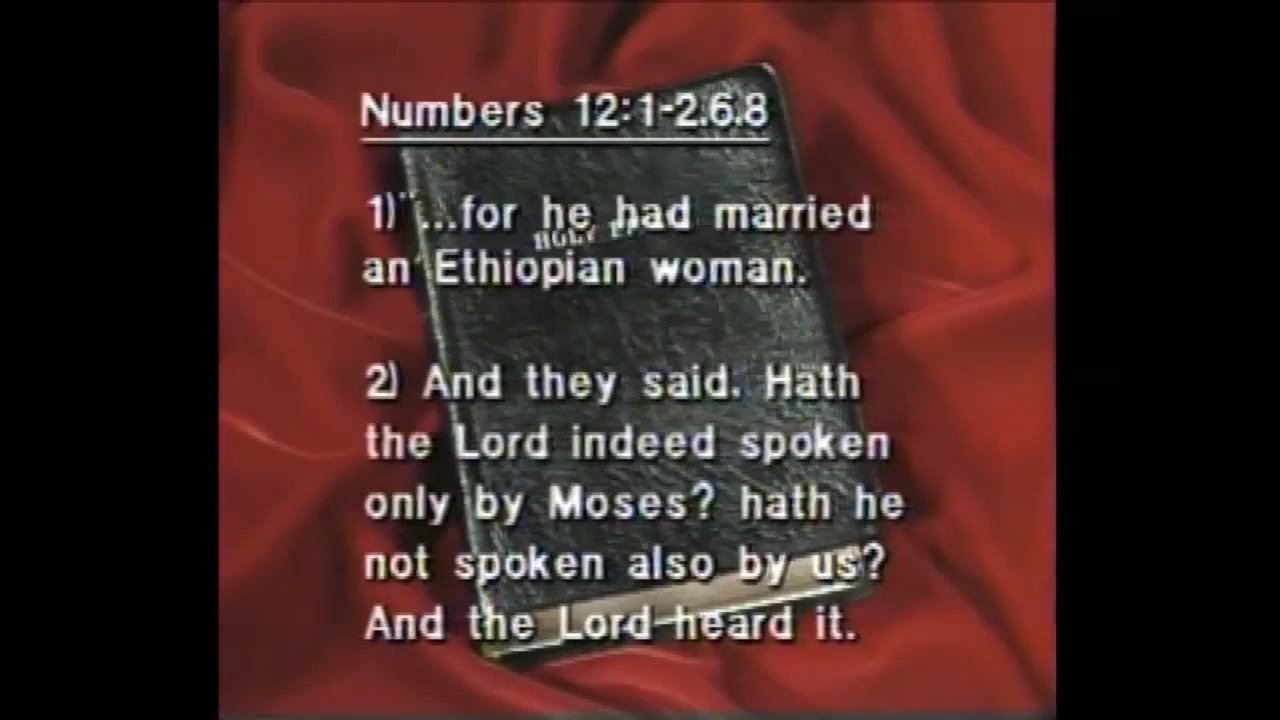 Numbers 12:1-2.6.8
1)"...for he had married
HOLY
an Ethiopian woman.
2) And they said. Hath
the Lord indeed spoken
only by Moses? hath he
not spoken also by us?
And the Lord heard it.